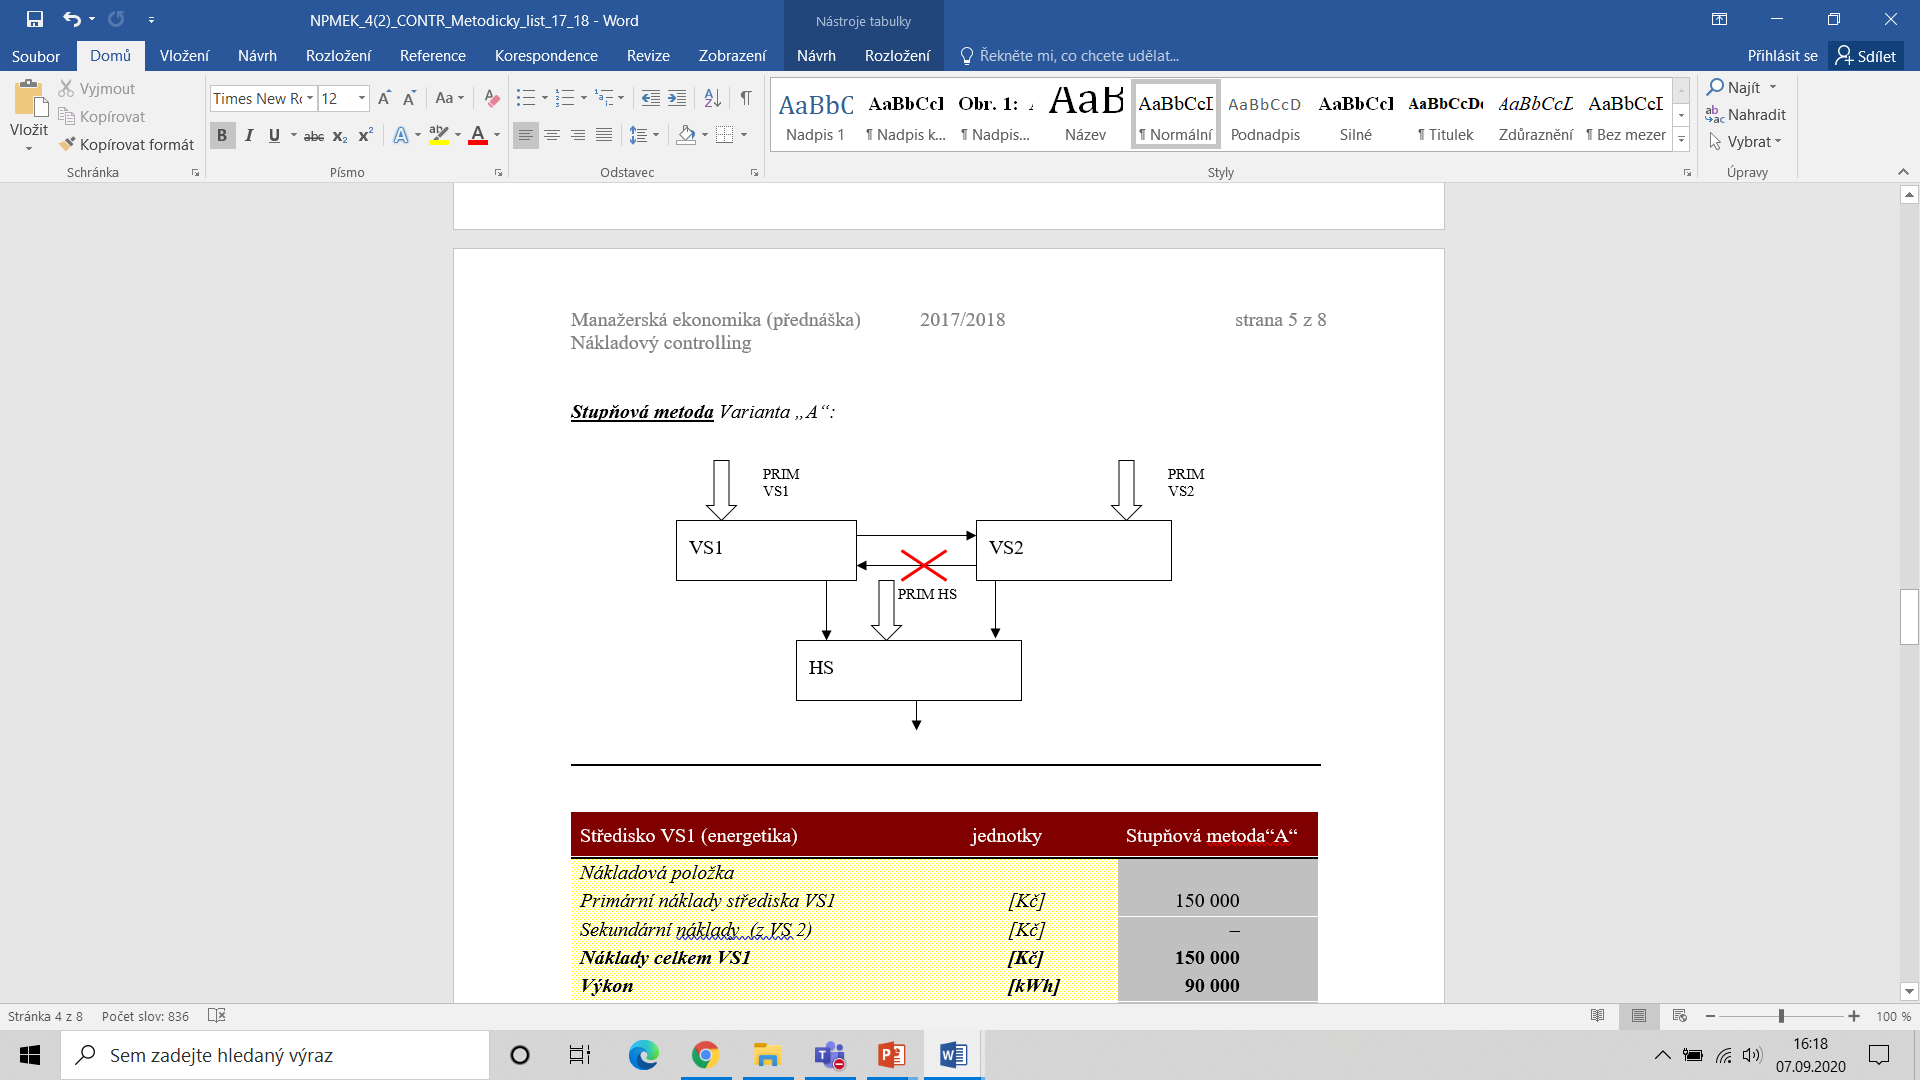 NPMEK_4(2)_CONTR_Metodicky_list_17_18 - Word
Nástroje tabulky
Soubor Domů Vložení Návrh Rozložení Reference Korespondence Revize Zobrazení Návrh Rozložení Řekněte mi, co chcete udělat... Přihlásit se Sdílet
Vložit
Vyjmout
Kopírovat
Kopírovat formát
Schránka
Times New Ro 12
Písmo
Odstavec
AaBbC AaBbCcI Obr. 1: AaB AaBbCcI AaBbCcD AaBbCcI AaBbCcDd AaBbCcL AaBbCcI
Nadpis 1 ¶ Nadpis k... ¶ Nadpis... Název ¶ Normální Podnadpis Silné ¶ Titulek Zdůraznění ¶ Bez mezer
Styly
Najít
Nahradit
Vybrat
Úpravy
Manažerská ekonomika (přednáška) 2017/2018 strana 5 z 8
Nákladový controlling
Stupňová metoda Varianta „A“:
PRIM
VS1
PRIM
VS2
VS1
VS2
PRIM HS
HS
Středisko VS1 (energetika) jednotky Stupňová metoda“A“
Nákladová položka
Primární náklady střediska VS1 [Kč] 150 000
Sekundární náklady (z VS 2) [Kč] –
Náklady celkem VS1 [Kč] 150 000
Výkon [kWh] 90 000
Stránka 4 z 8 Počet slov: 836 100 %
Sem zadejte hledaný výraz
16:18
07.09.2020